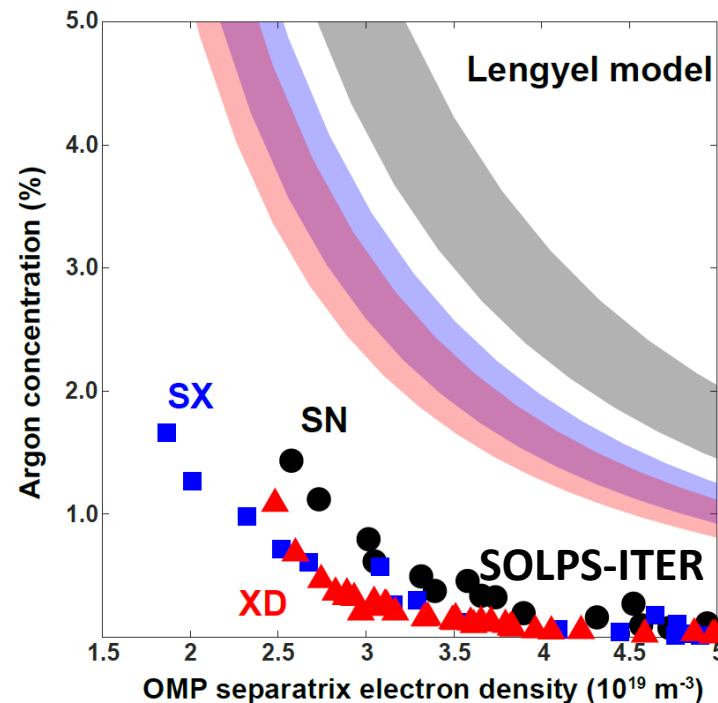 5.0
4.0
3.0
2.0
1.0
Argon concentration (%)
Lengyel model
SX
SN
XD
SOLPS-ITER
1.5 2 2.5 3 3.5 4 4.5 5
OMP separatrix electron density (10¹⁹ m⁻³)